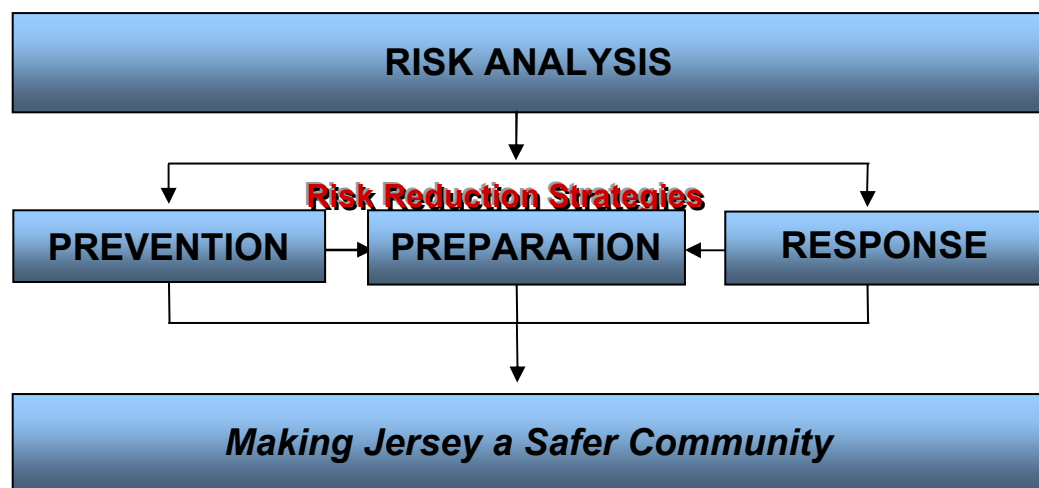 RISK ANALYSIS
Risk Reduction Strategies
PREVENTION
PREPARATION
RESPONSE
Making Jersey a Safer Community